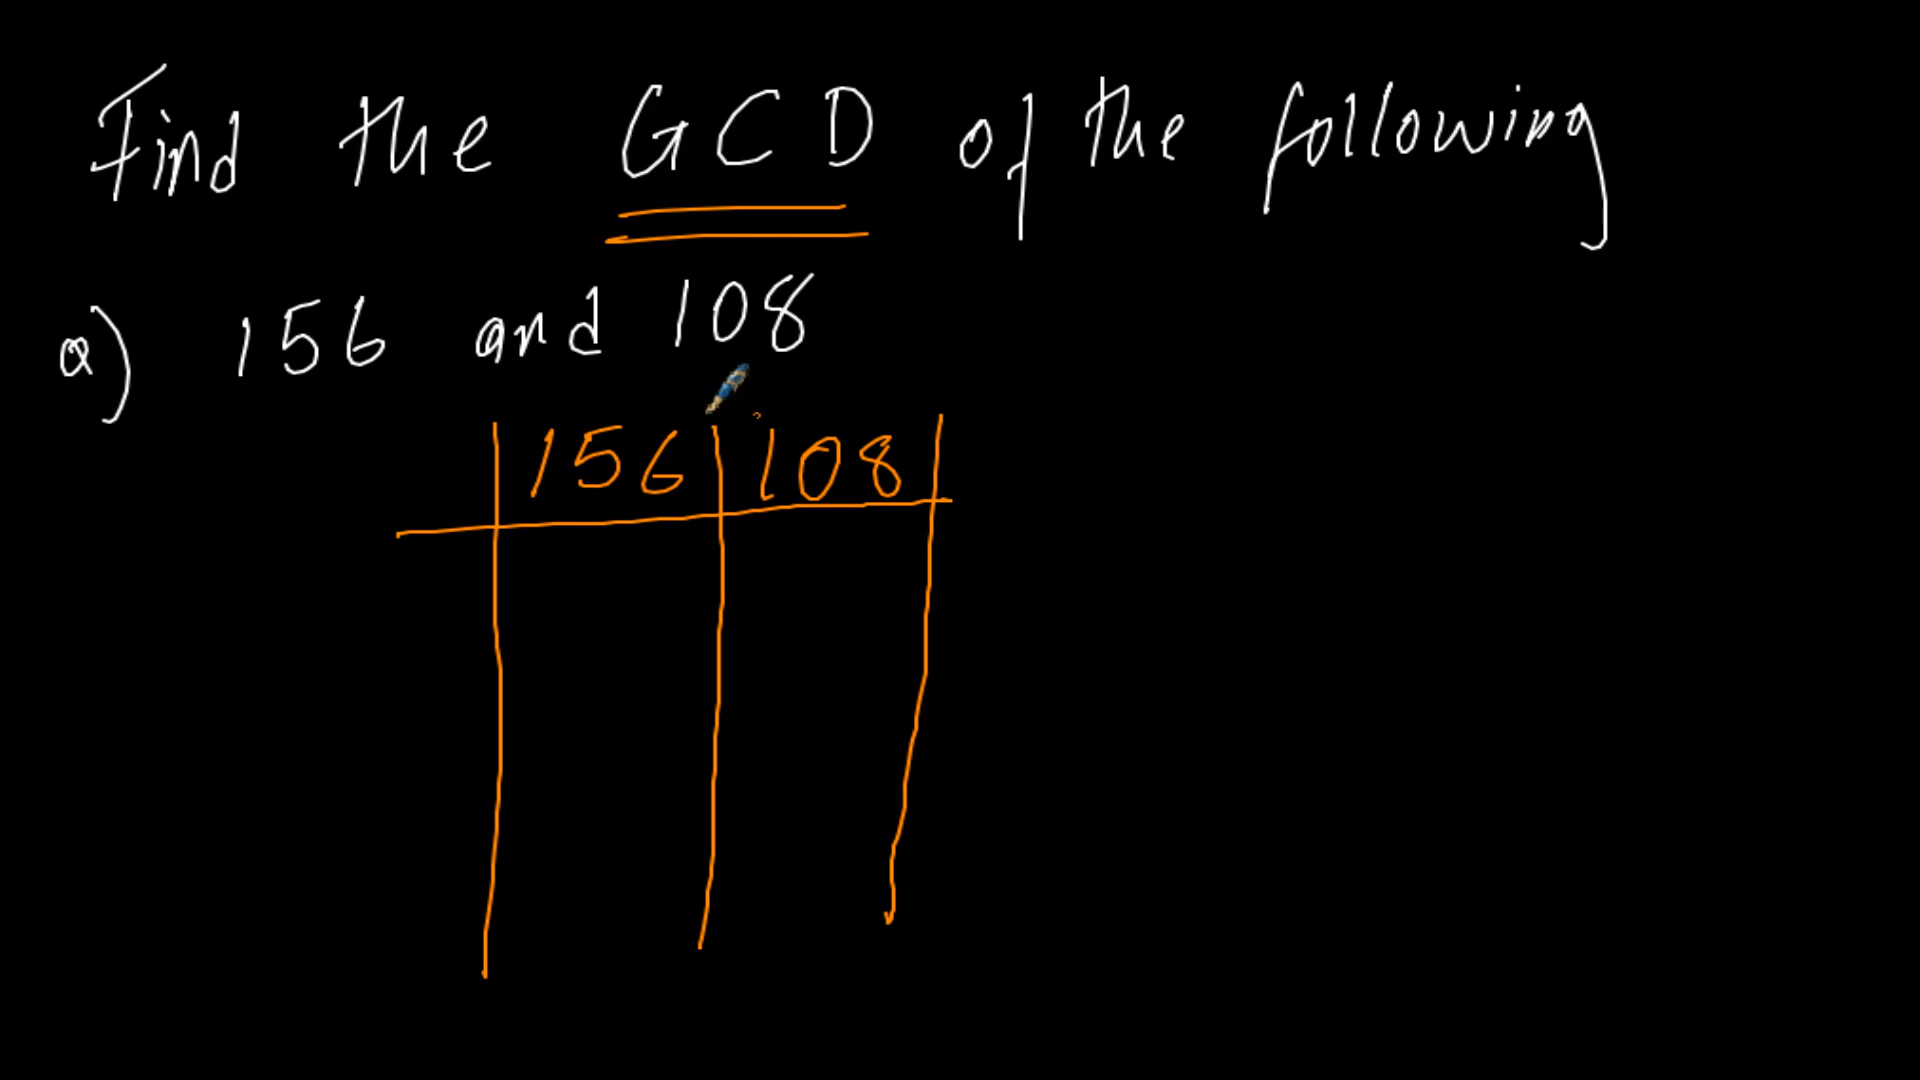 Find the GCD of the following
a) 156 and 108
156 108